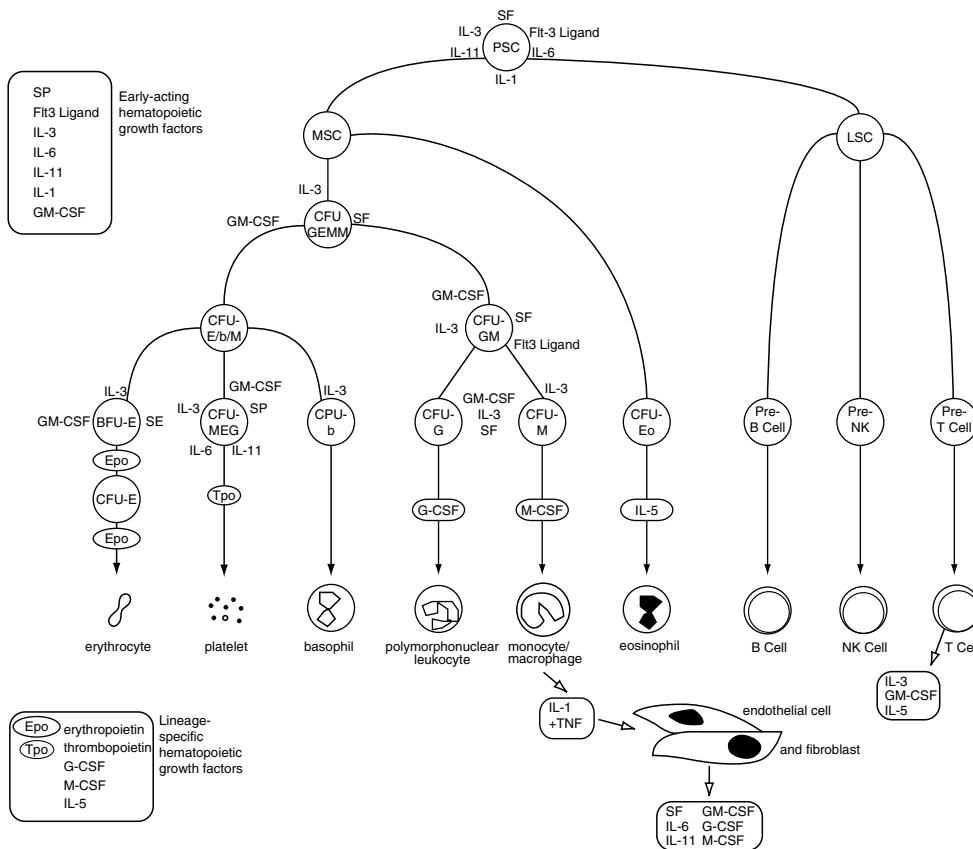 SF
IL-3
Flt-3 Ligand
PSC
IL-11
IL-6
IL-1
SP
Flt3 Ligand
IL-3
IL-6
IL-11
IL-1
GM-CSF
Early-acting
hematopoietic
growth factors
MSC
LSC
IL-3
GM-CSF
CFU
GEMM
SF
GM-CSF
CFU-
E/b/M
IL-3
CFU-
GM
SF
Flt3 Ligand
IL-3
GM-CSF
BFU-E
SE
GM-CSF
IL-3
CFU-
MEG
SP
IL-6
IL-11
IL-3
CPU-
b
CFU-
G
GM-CSF
IL-3
SF
IL-3
CFU-
M
CFU-
Eo
Pre-
B Cell
Pre-
NK
Pre-
T Cell
Epo
CFU-E
Epo
Tpo
G-CSF
M-CSF
IL-5
erythrocyte
platelet
basophil
polymorphonuclear
leukocyte
monocyte/
macrophage
eosinophil
B Cell
NK Cell
T Ce
IL-3
GM-CSF
IL-5
IL-1
+TNF
endothelial cell
and fibroblast
SF GM-CSF
IL-6 G-CSF
IL-11 M-CSF
Epo erythropoietin
Tpo thrombopoietin
G-CSF
M-CSF
IL-5
Lineage-
specific
hematopoietic
growth factors